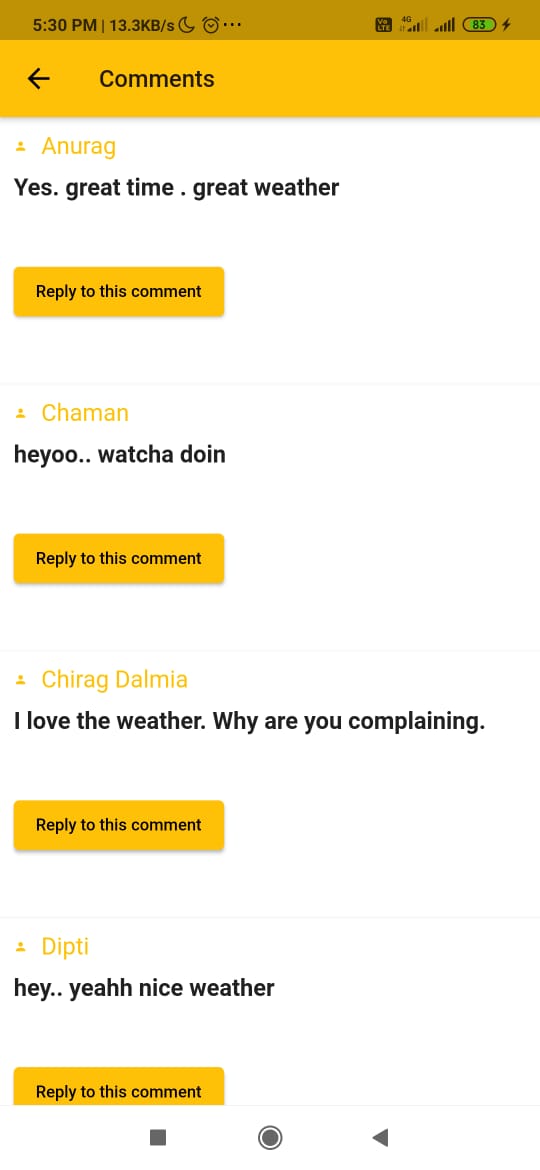 5:30 PM | 13.3KB/s ... Vo LTE 4G 83
Comments
Anurag
Yes. great time . great weather
Reply to this comment
Chaman
heyoo.. watcha doin
Reply to this comment
Chirag Dalmia
I love the weather. Why are you complaining.
Reply to this comment
Dipti
hey.. yeahh nice weather
Reply to this comment